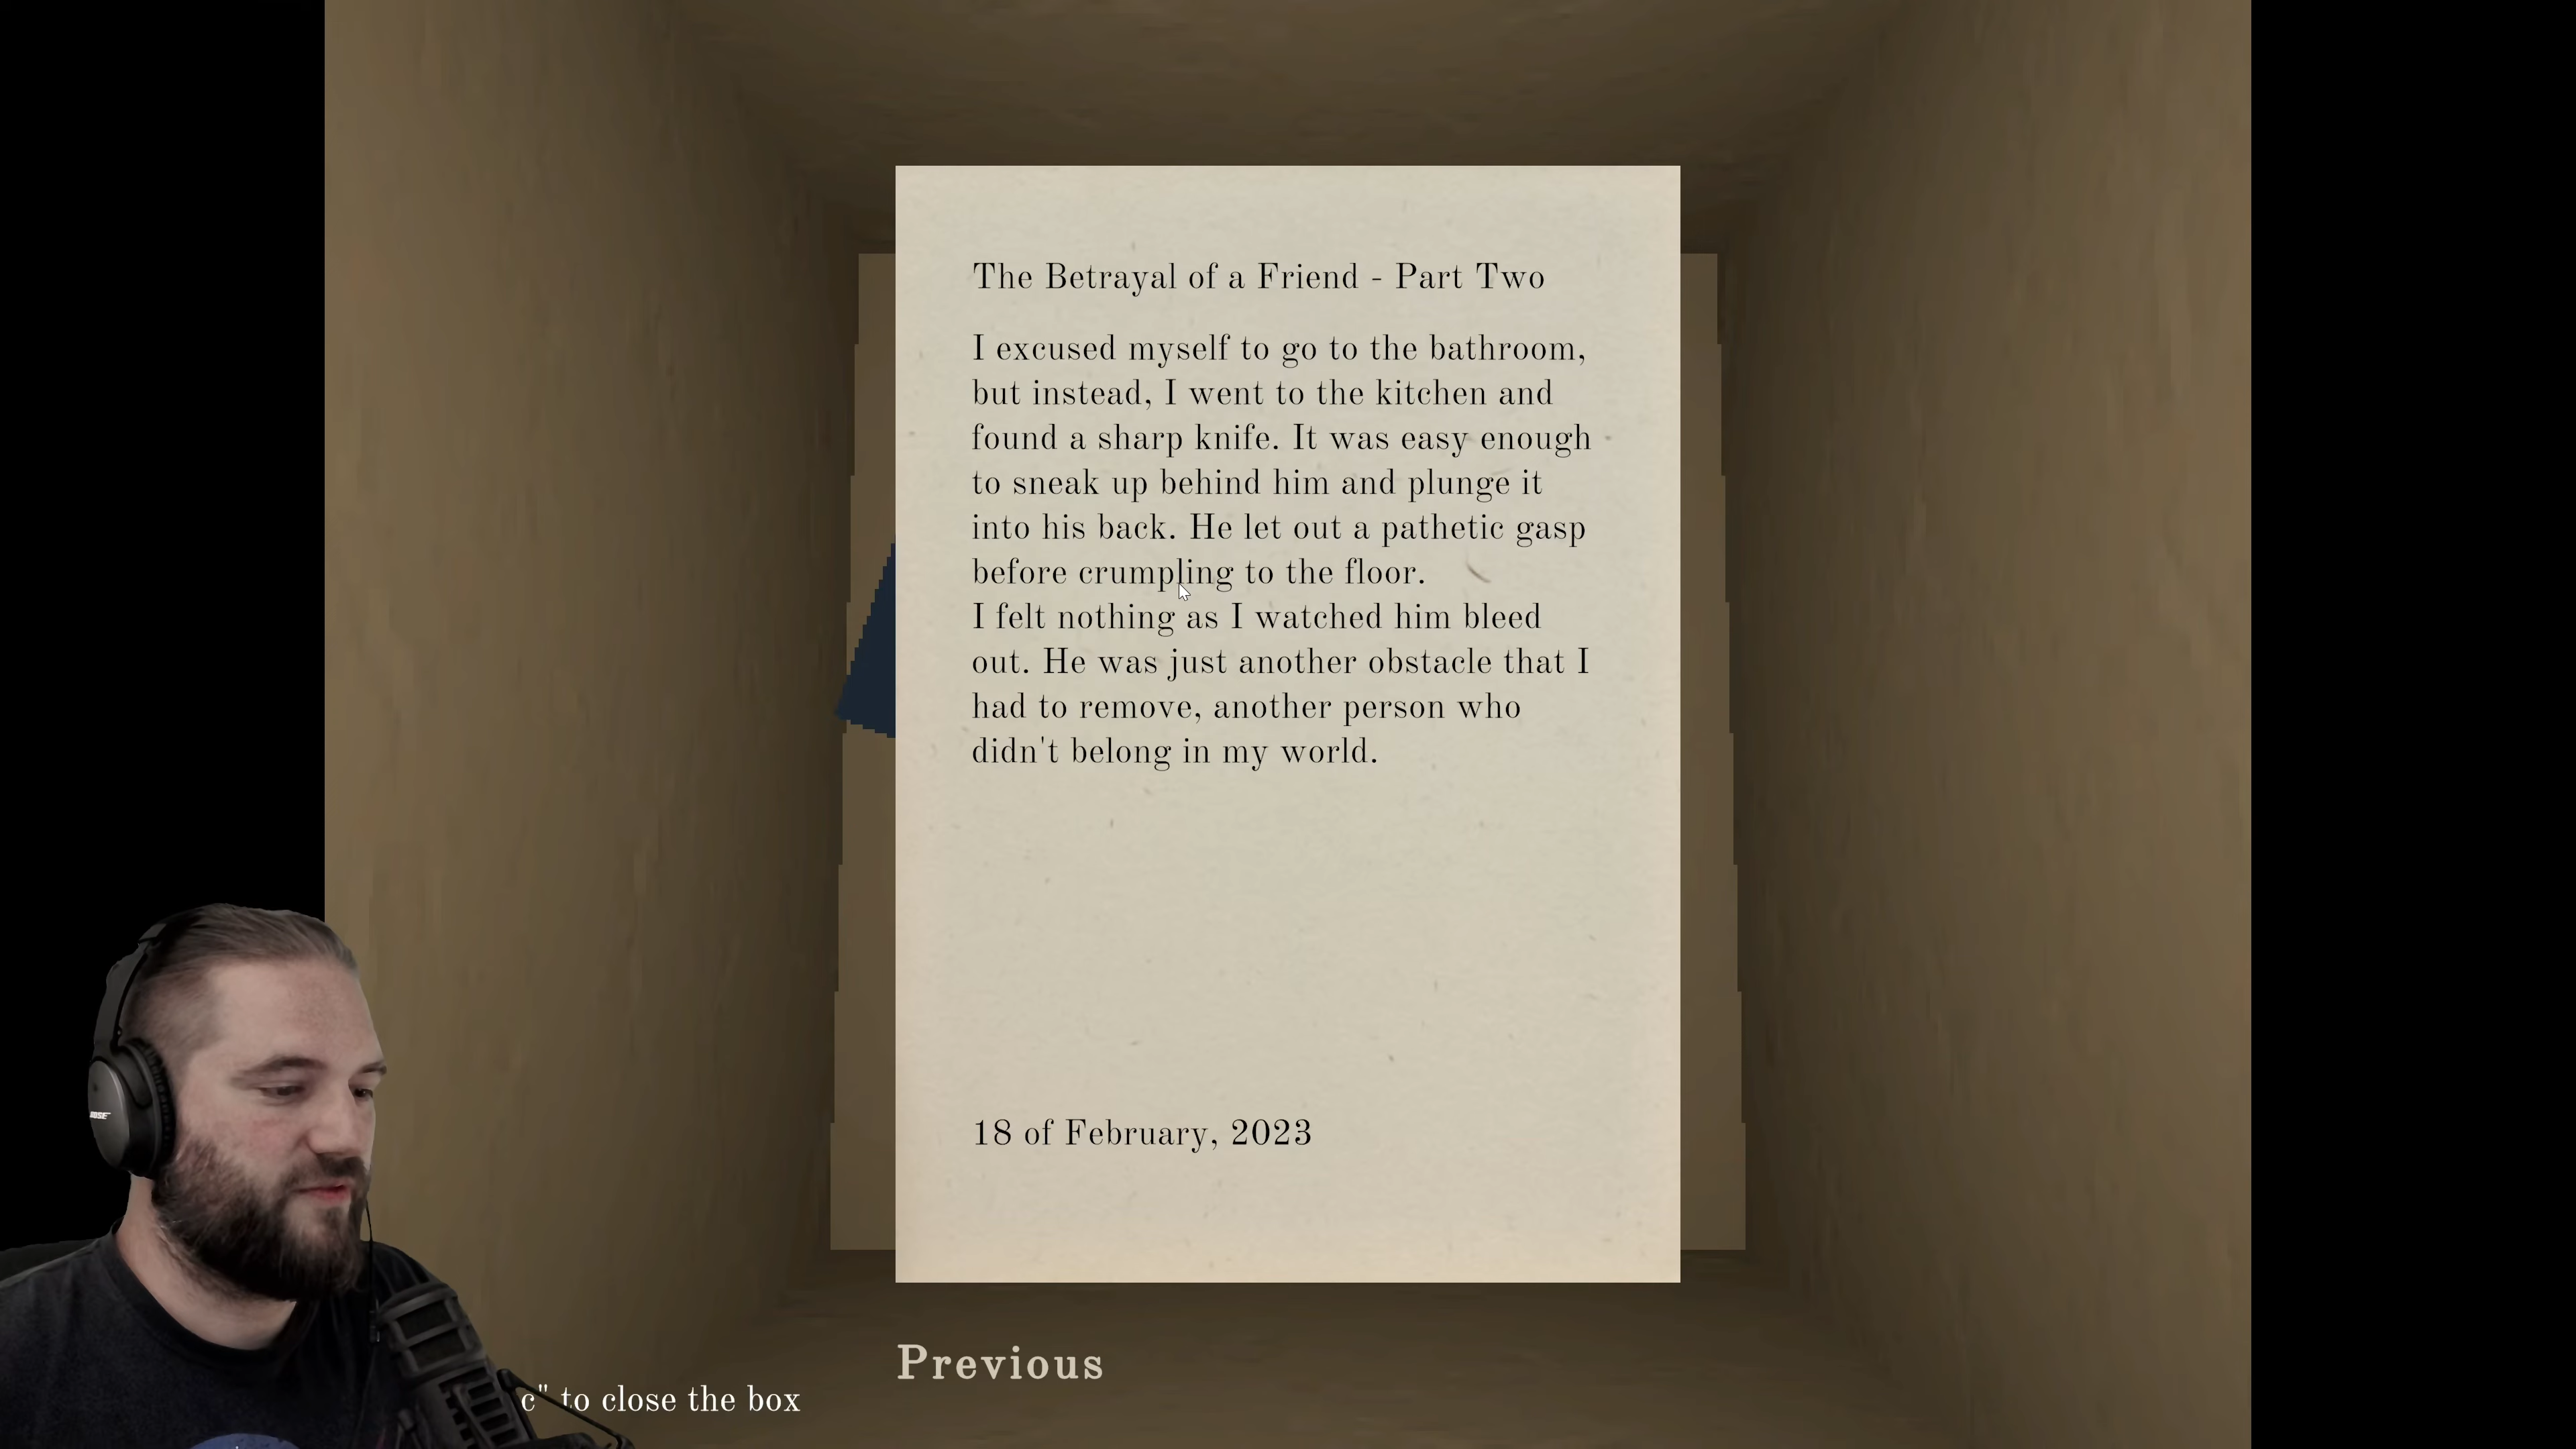 The Betrayal of a Friend - Part Two
I excused myself to go to the bathroom,
but instead, I went to the kitchen and
found a sharp knife. It was easy enough
to sneak up behind him and plunge it
into his back. He let out a pathetic gasp
before crumpling to the floor.
I felt nothing as I watched him bleed
out. He was just another obstacle that I
had to remove, another person who
didn't belong in my world.
18 of February, 2023
BOSE
Previous
c" to close the box